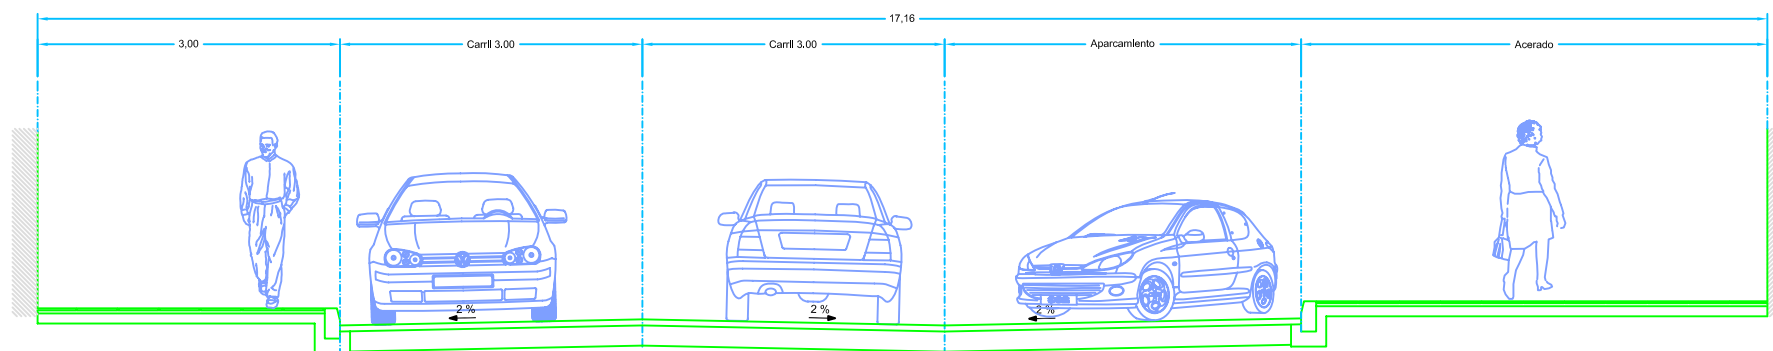 17,16
3,00
Carril 3.00
Carril 3.00
Aparcamiento
Acerado
2 %
2 %
2 %